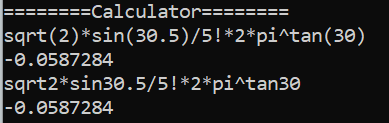 ========Calculator========
sqrt(2)*sin(30.5)/5!*2*pi^tan(30)
-0.0587284
sqrt2*sin30.5/5!*2*pi^tan30
-0.0587284